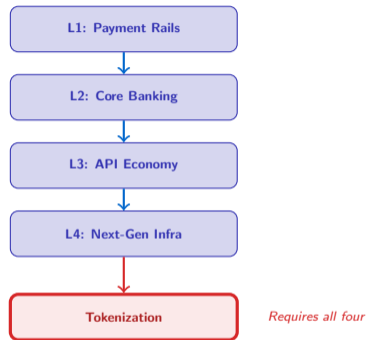 L1: Payment Rails
L2: Core Banking
L3: API Economy
L4: Next-Gen Infra
Tokenization
Requires all four